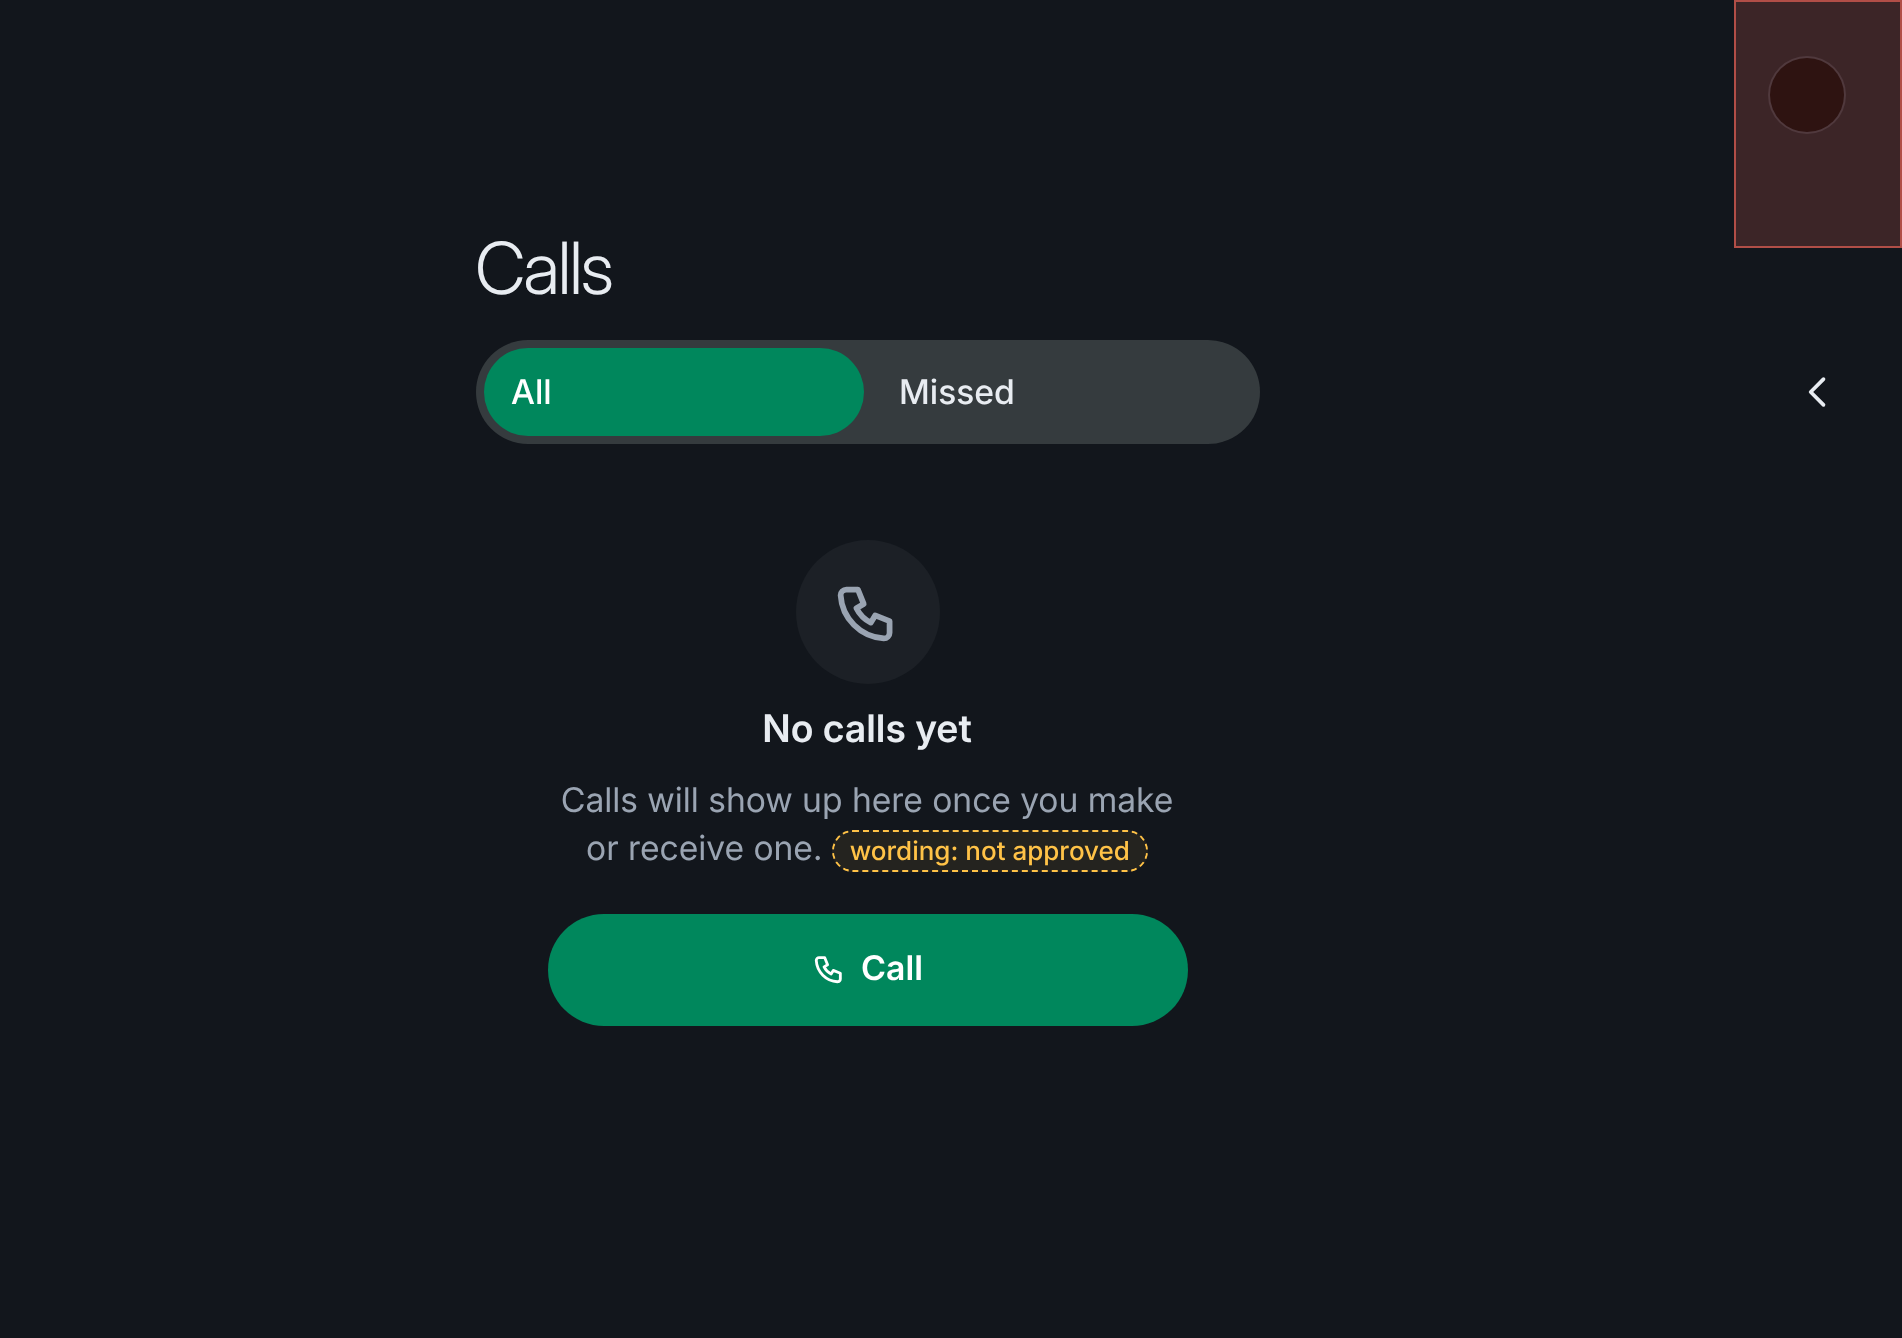 Calls
All
Missed
No calls yet
Calls will show up here once you make
or receive one. wording: not approved
Call